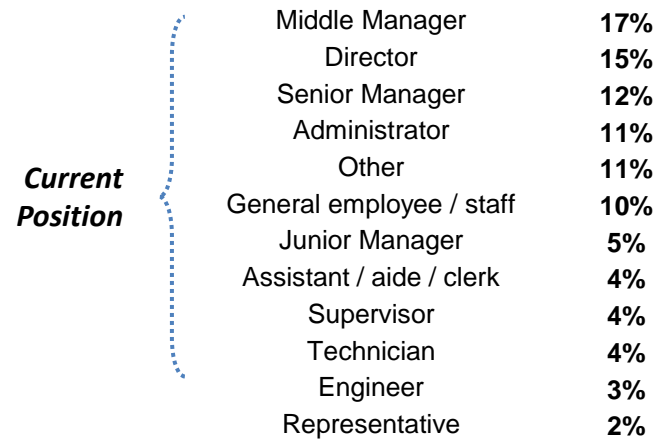 Current
Position
Middle Manager 17%
Director 15%
Senior Manager 12%
Administrator 11%
Other 11%
General employee / staff 10%
Junior Manager 5%
Assistant / aide / clerk 4%
Supervisor 4%
Technician 4%
Engineer 3%
Representative 2%